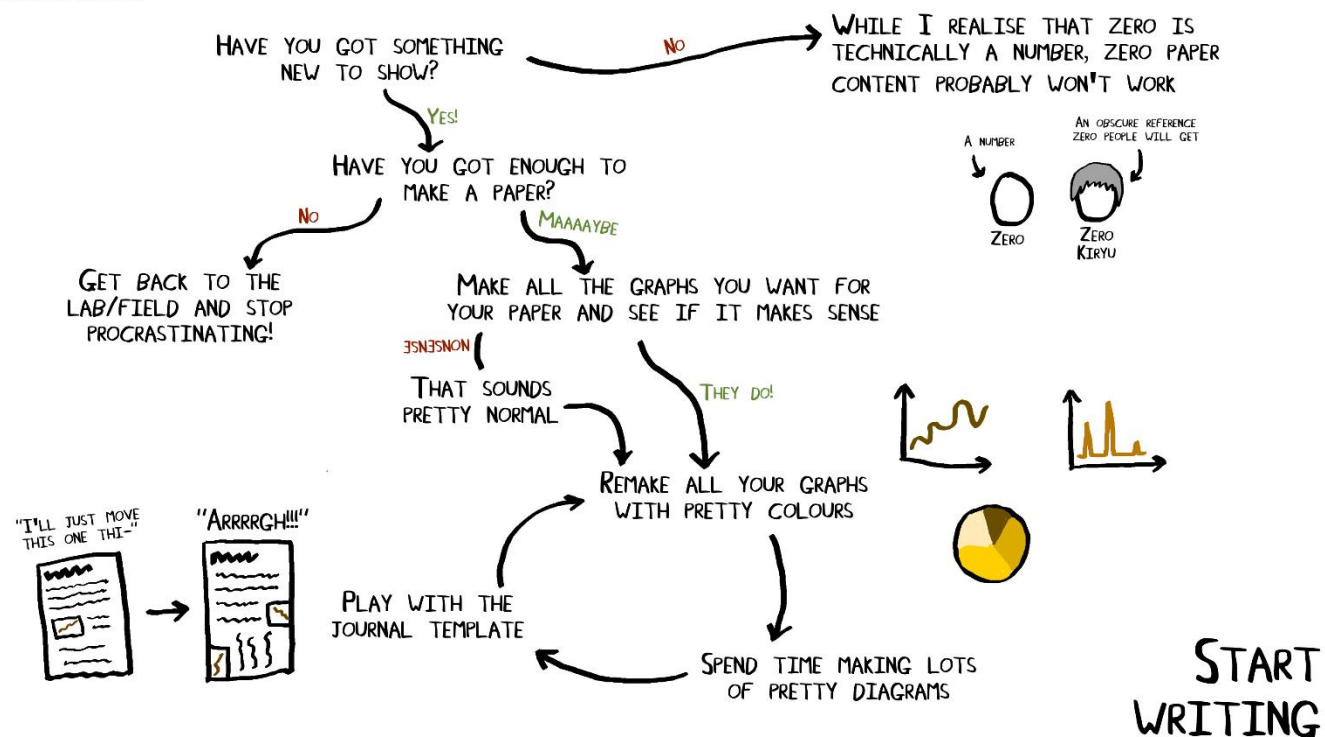 HAVE YOU GOT SOMETHING
NEW TO SHOW?
NO
WHILE I REALISE THAT ZERO IS
TECHNICALLY A NUMBER, ZERO PAPER
CONTENT PROBABLY WON'T WORK
A NUMBER
ZERO
AN OBSCURE REFERENCE
ZERO PEOPLE WILL GET
ZERO
KIRYU
YES!
HAVE YOU GOT ENOUGH TO
MAKE A PAPER?
NO
GET BACK TO THE
LAB/FIELD AND STOP
PROCRASTINATING!
MAAAAYBE
MAKE ALL THE GRAPHS YOU WANT FOR
YOUR PAPER AND SEE IF IT MAKES SENSE
NONSENSE
THAT SOUNDS
PRETTY NORMAL
THEY DO!
REMAKE ALL YOUR GRAPHS
WITH PRETTY COLOURS
SPEND TIME MAKING LOTS
OF PRETTY DIAGRAMS
PLAY WITH THE
JOURNAL TEMPLATE
"I'LL JUST MOVE
THIS ONE THI-"
"ARRRRGH!!!"
START
WRITING